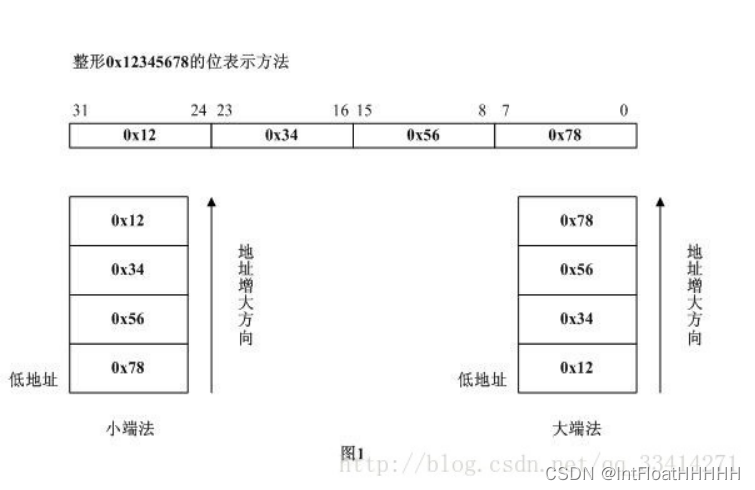 整形0x12345678的位表示方法
31 24 23 16 15 8 7 0
0x12 0x34 0x56 0x78
0x12
0x34
0x56
0x78
地址增大方向
低地址
小端法
0x78
0x56
0x34
0x12
地址增大方向
低地址
大端法
图1
http://blog.csdn.net/qq_33414271
CSDN @IntFloatHHHHH